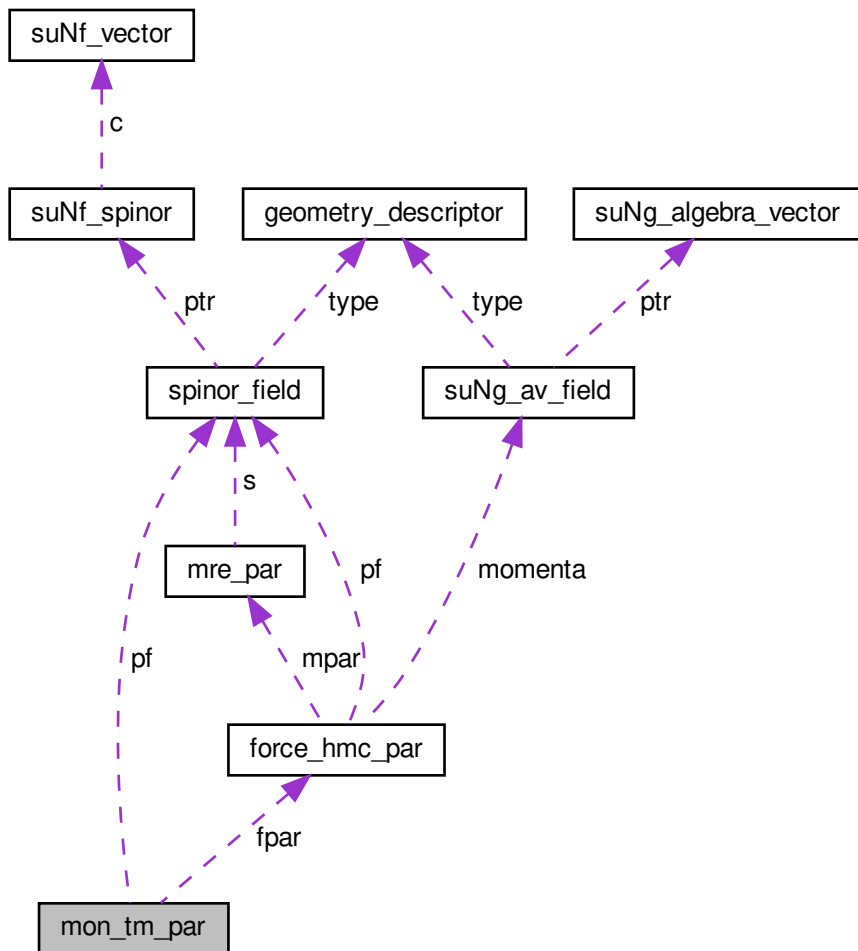 suNf_vector
c
suNf_spinor
geometry_descriptor
suNg_algebra_vector
ptr
type
type
ptr
spinor_field
suNg_av_field
s
mre_par
pf
momenta
pf
mpar
force_hmc_par
fpar
mon_tm_par